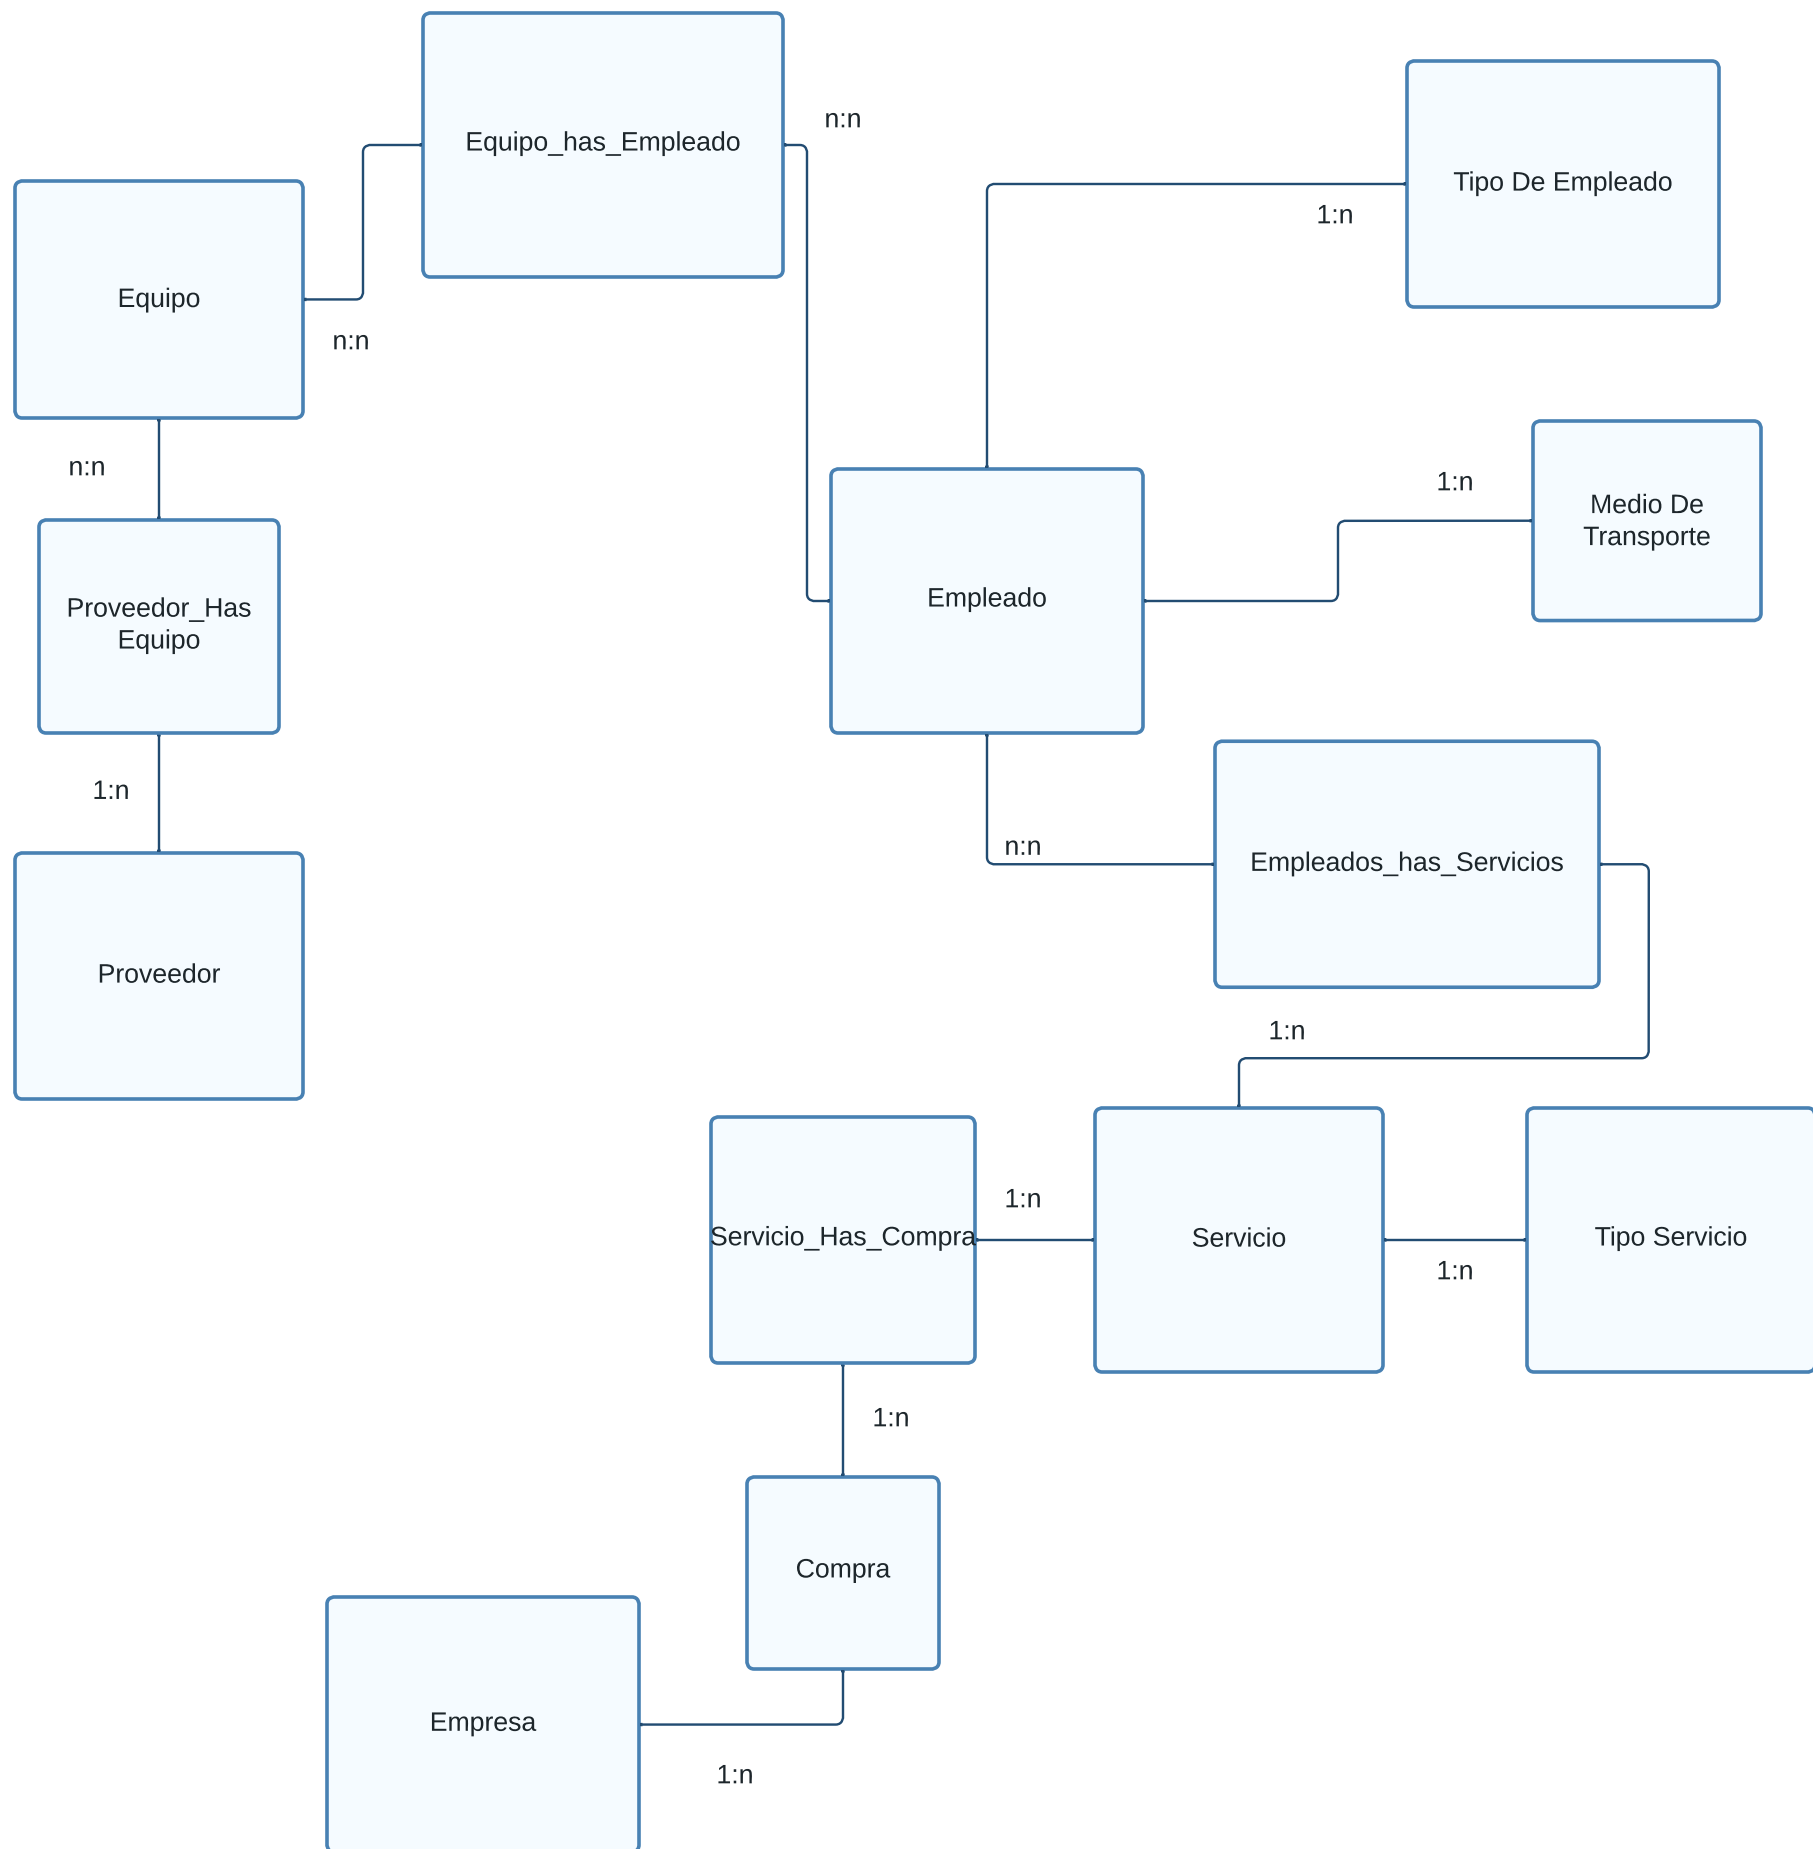 Equipo_has_Empleado
n:n
Tipo De Empleado
1:n
Equipo
n:n
n:n
1:n
Medio De
Transporte
Proveedor_Has
Equipo
Empleado
1:n
n:n
Empleados_has_Servicios
Proveedor
1:n
1:n
Servicio_Has_Compra
Servicio
Tipo Servicio
1:n
1:n
Compra
Empresa
1:n